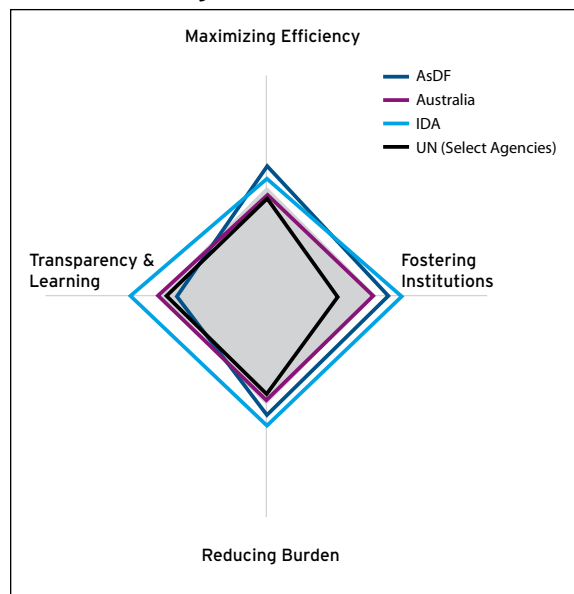 Maximizing Efficiency
AsDF
Australia
IDA
UN (Select Agencies)
Transparency &
Learning
Fostering
Institutions
Reducing Burden